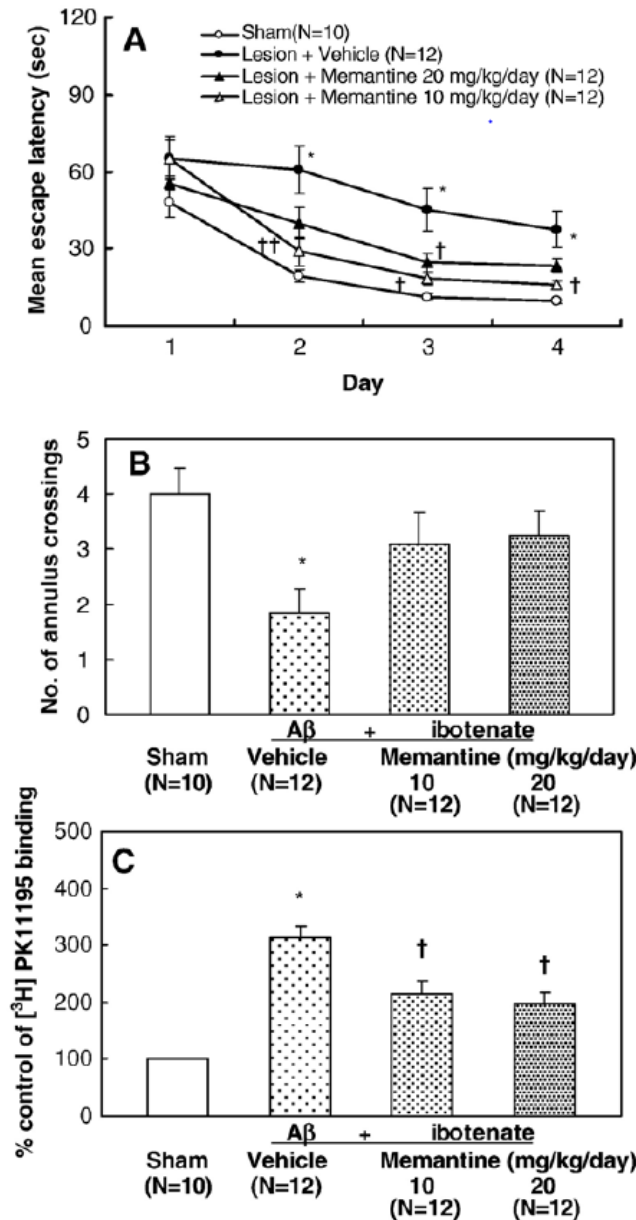 A
Sham(N=10)
Lesion + Vehicle (N=12)
Lesion + Memantine 20 mg/kg/day (N=12)
Lesion + Memantine 10 mg/kg/day (N=12)
Mean escape latency (sec)
120
90
60
30
0
*
*
*
††
†
†
†
1 2 3 4
Day
B
No. of annulus crossings
5
4
3
2
1
0
*
Aβ + ibotenate
Sham Vehicle Memantine (mg/kg/day)
(N=10) (N=12) 10 20
(N=12) (N=12)
C
% control of [³H] PK11195 binding
500
400
300
200
100
0
*
†
†
Aβ + ibotenate
Sham Vehicle Memantine (mg/kg/day)
(N=10) (N=12) 10 20
(N=12) (N=12)